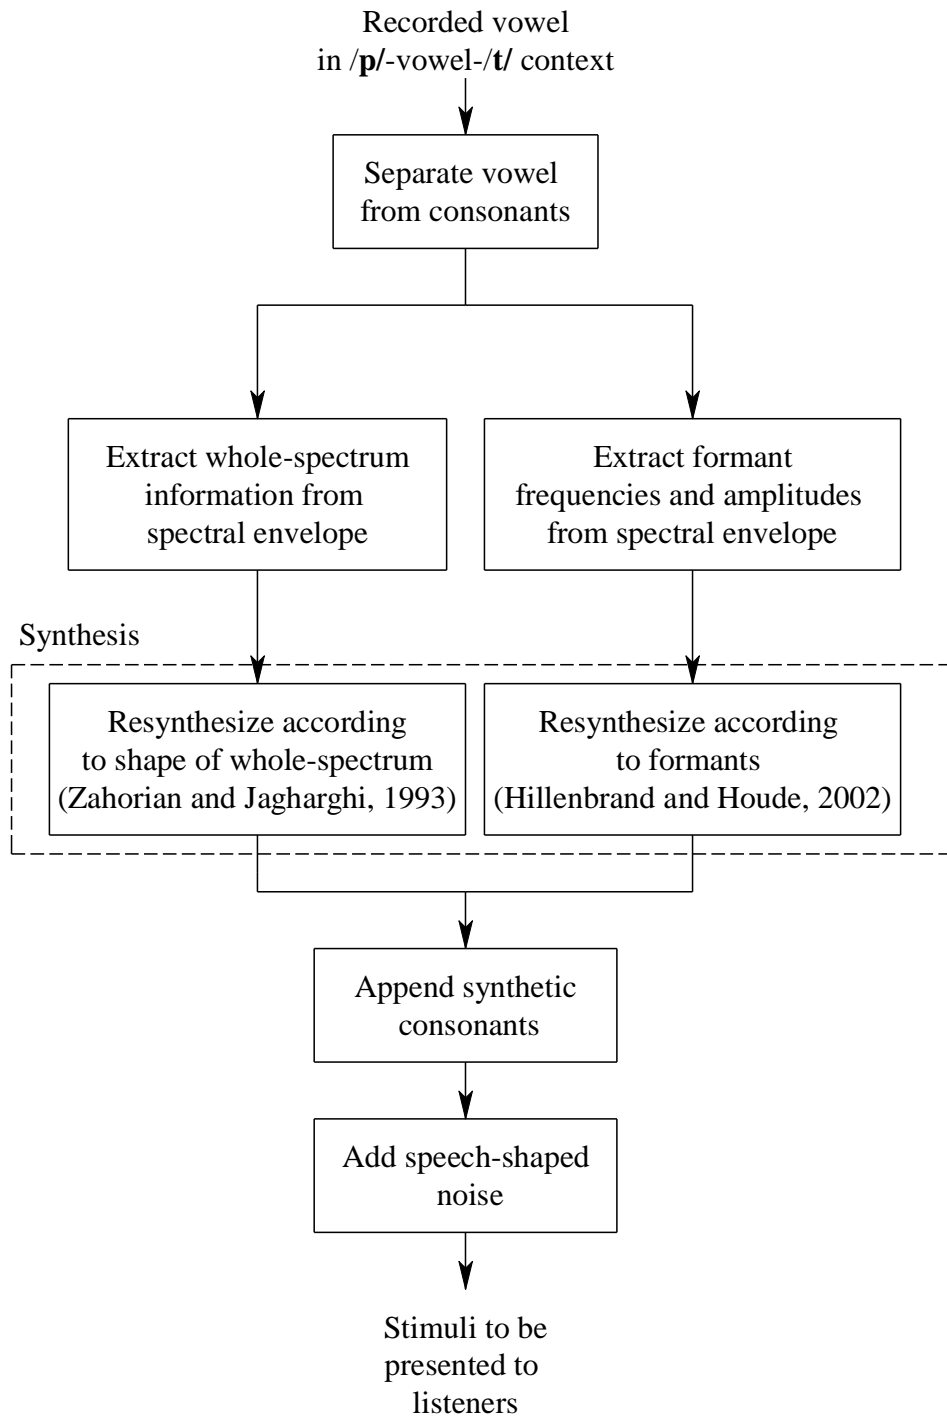 Recorded vowel
in /p/-vowel-/t/ context
Separate vowel
from consonants
Extract whole-spectrum
information from
spectral envelope
Extract formant
frequencies and amplitudes
from spectral envelope
Synthesis
Resynthesize according
to shape of whole-spectrum
(Zahorian and Jagharghi, 1993)
Resynthesize according
to formants
(Hillenbrand and Houde, 2002)
Append synthetic
consonants
Add speech-shaped
noise
Stimuli to be
presented to
listeners